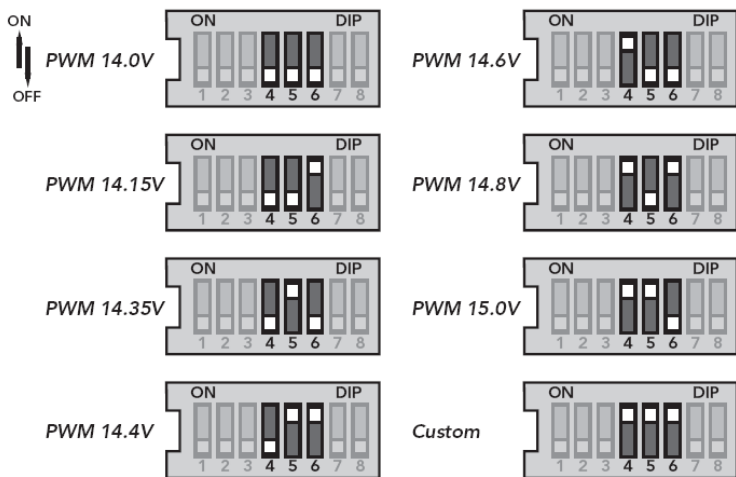 ON
OFF
PWM 14.0V
ON DIP
1 2 3 4 5 6 7 8
PWM 14.6V
ON DIP
1 2 3 4 5 6 7 8
PWM 14.15V
ON DIP
1 2 3 4 5 6 7 8
PWM 14.8V
ON DIP
1 2 3 4 5 6 7 8
PWM 14.35V
ON DIP
1 2 3 4 5 6 7 8
PWM 15.0V
ON DIP
1 2 3 4 5 6 7 8
PWM 14.4V
ON DIP
1 2 3 4 5 6 7 8
Custom
ON DIP
1 2 3 4 5 6 7 8